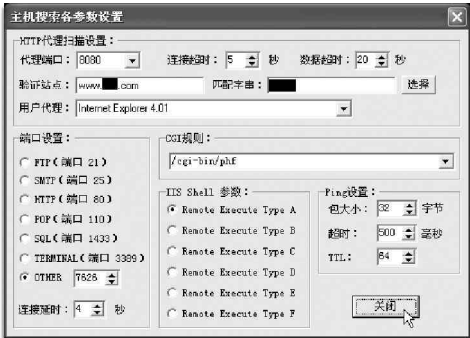 主机搜索各参数设置
HTTP代理扫描设置：
代理端口： 8080 连接超时： 5 秒 数据超时： 20 秒
验证站点： www. .com 匹配字串： 选择
用户代理： Internet Explorer 4.01
端口设置：
FTP（端口 21）
SMTP（端口 25）
HTTP（端口 80）
POP（端口 110）
SQL（端口 1433）
TERMINAL（端口 3389）
OTHER 7626
连接延时： 4 秒
CGI规则：
/cgi-bin/phf
IIS Shell 参数：
Remote Execute Type A
Remote Execute Type B
Remote Execute Type C
Remote Execute Type D
Remote Execute Type E
Remote Execute Type F
Ping设置：
包大小： 32 字节
超时： 500 毫秒
TTL： 64
关闭